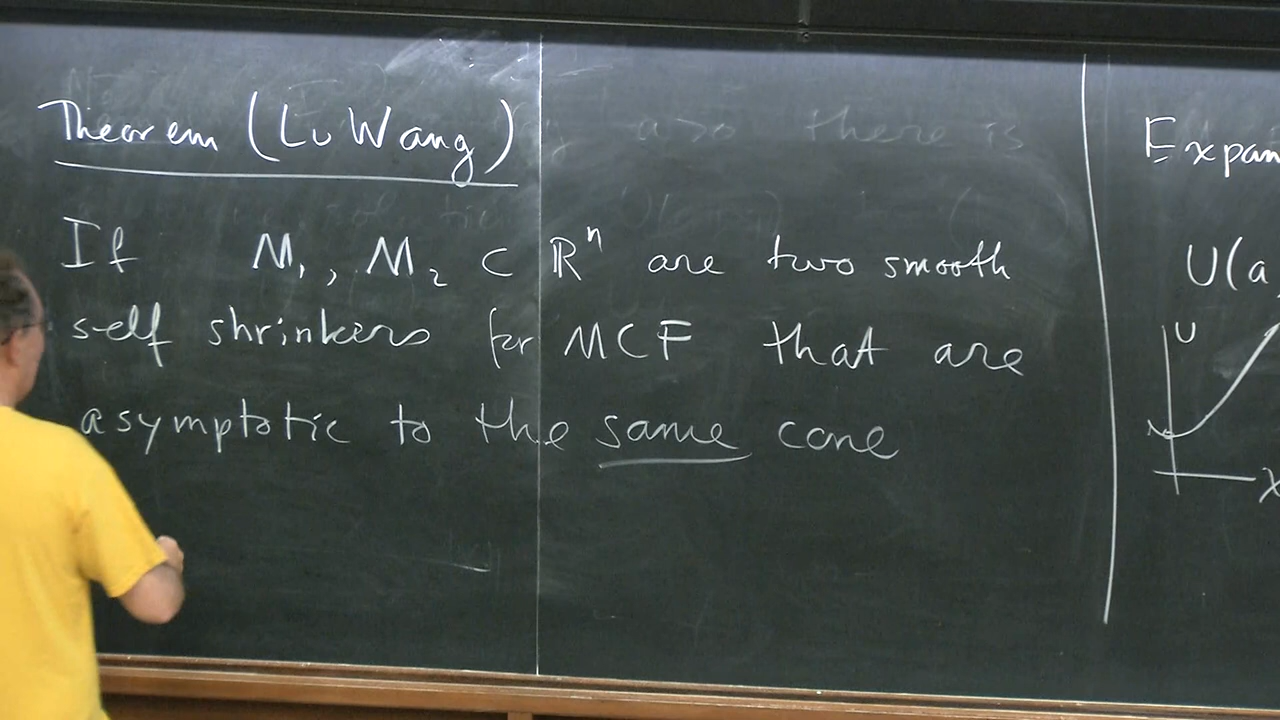 Theorem (Lu Wang)
If M₁, M₂ ⊂ ℝⁿ are two smooth
self shrinkers for MCF that are
asymptotic to the same cone
Expan
U(a,
U
x